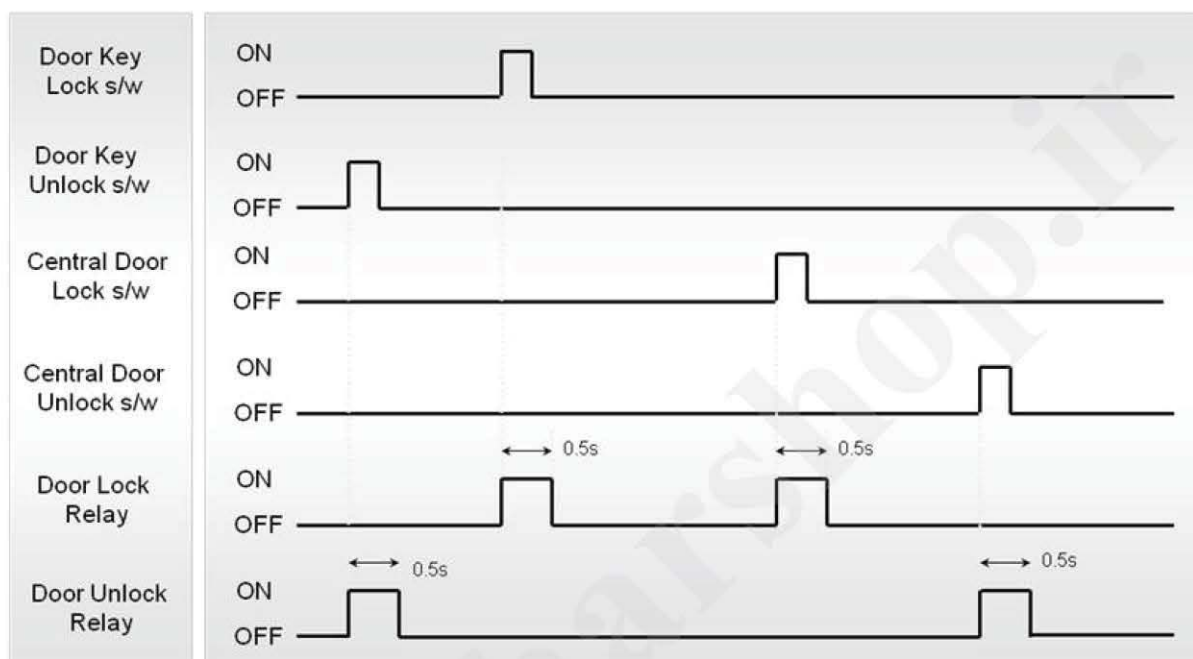 Door Key
Lock s/w
ON
OFF
Door Key
Unlock s/w
ON
OFF
Central Door
Lock s/w
ON
OFF
Central Door
Unlock s/w
ON
OFF
Door Lock
Relay
ON
OFF
0.5s
0.5s
Door Unlock
Relay
ON
OFF
0.5s
0.5s
arshop.ir